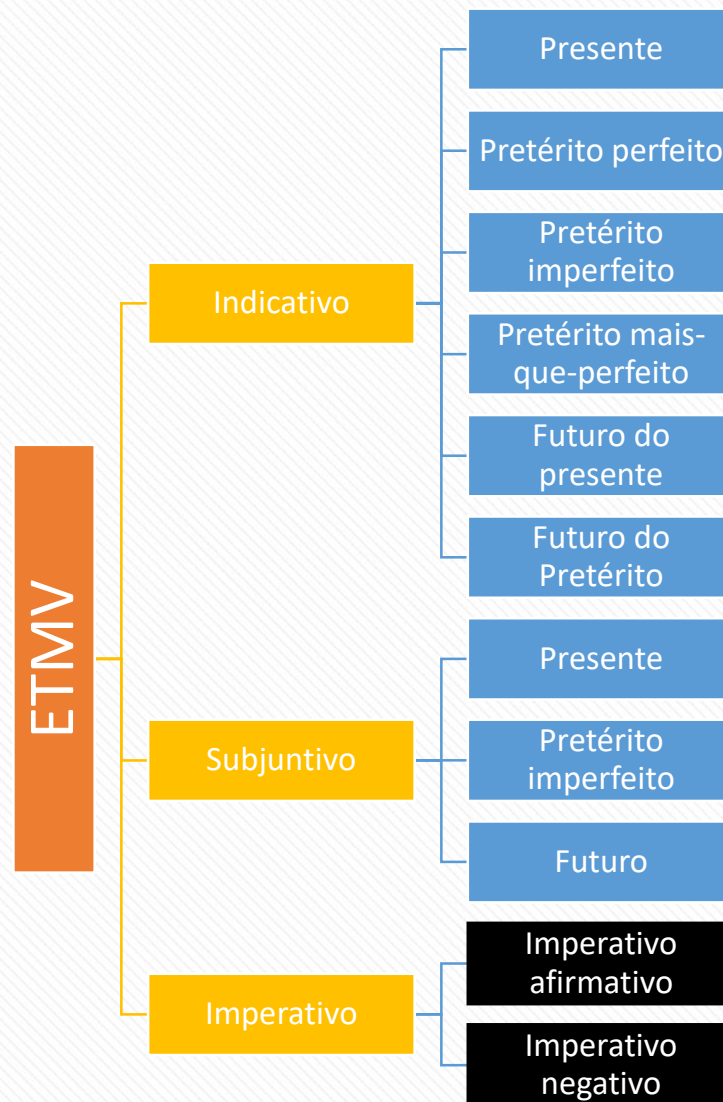 Presente
Pretérito perfeito
Pretérito
imperfeito
Indicativo
Pretérito mais-
que-perfeito
Futuro do
presente
Futuro do
Pretérito
ETMV
Presente
Subjuntivo
Pretérito
imperfeito
Futuro
Imperativo
afirmativo
Imperativo
Imperativo
negativo